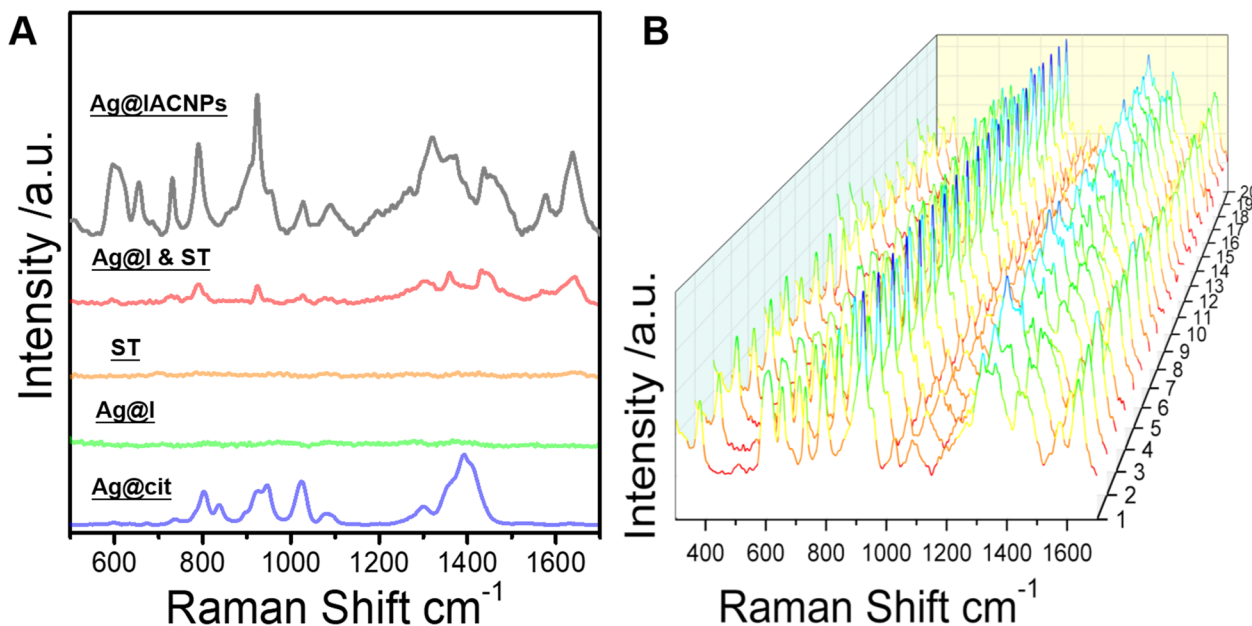 A
Intensity /a.u.
Ag@IACNPs
Ag@I & ST
ST
Ag@I
Ag@cit
600 800 1000 1200 1400 1600
Raman Shift cm⁻¹
B
Intensity /a.u.
20
19
18
17
16
14
13
12
11
10
9
8
7
6
5
4
3
2
1
400 600 800 1000 1200 1400 1600
Raman Shift cm⁻¹